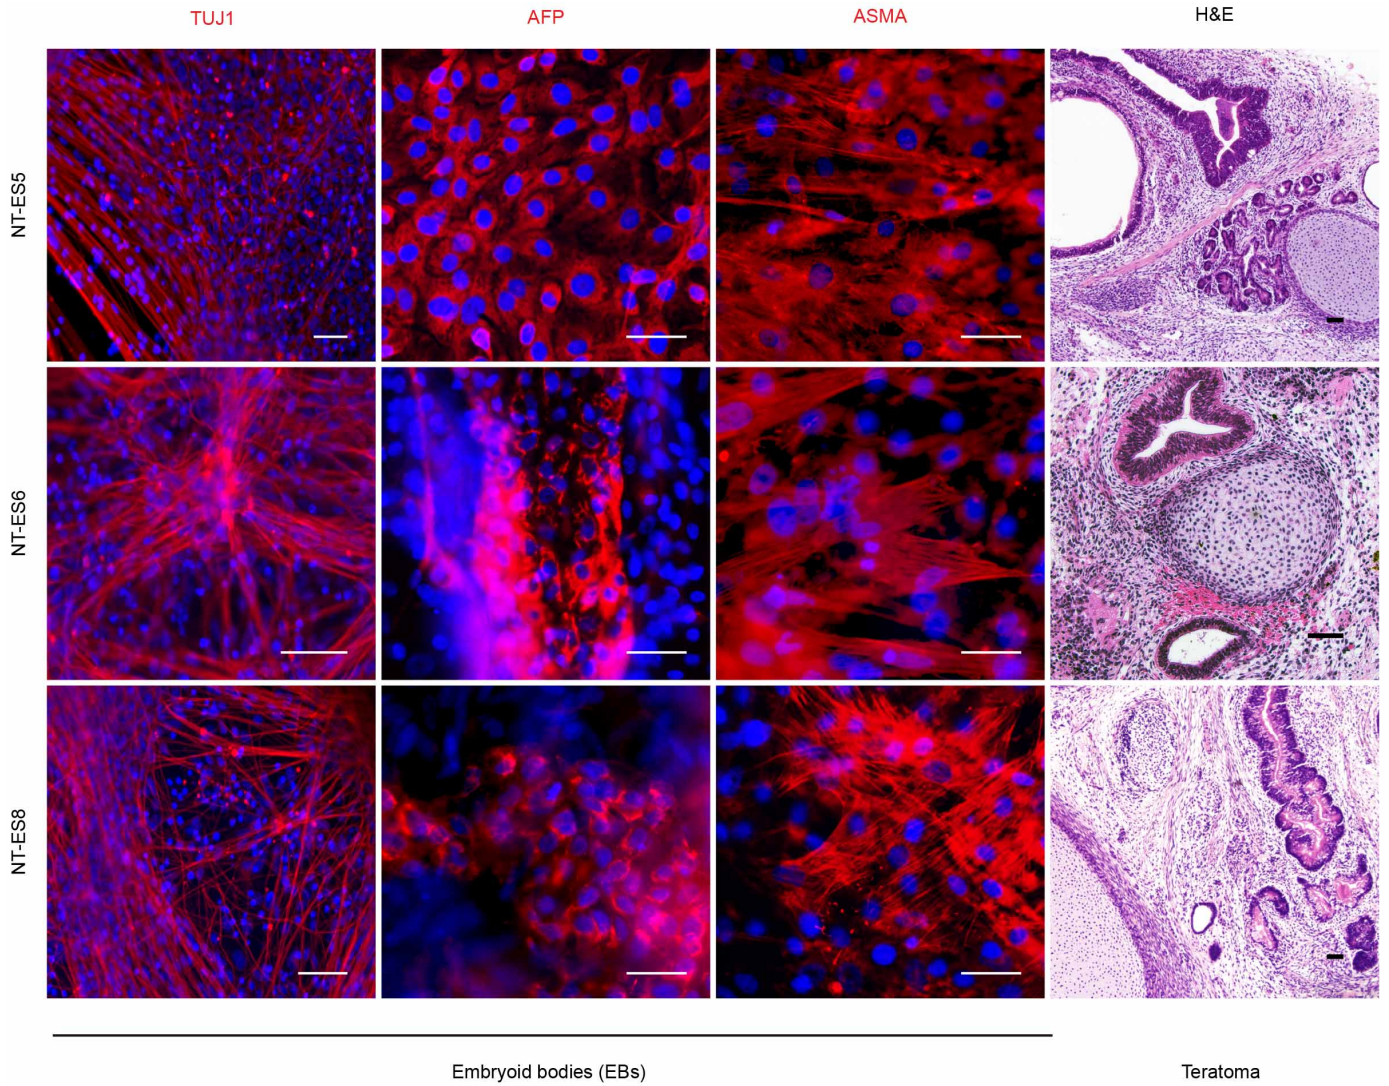 TUJ1 AFP ASMA H&E
NT-ES5
NT-ES6
NT-ES8
Embryoid bodies (EBs) Teratoma